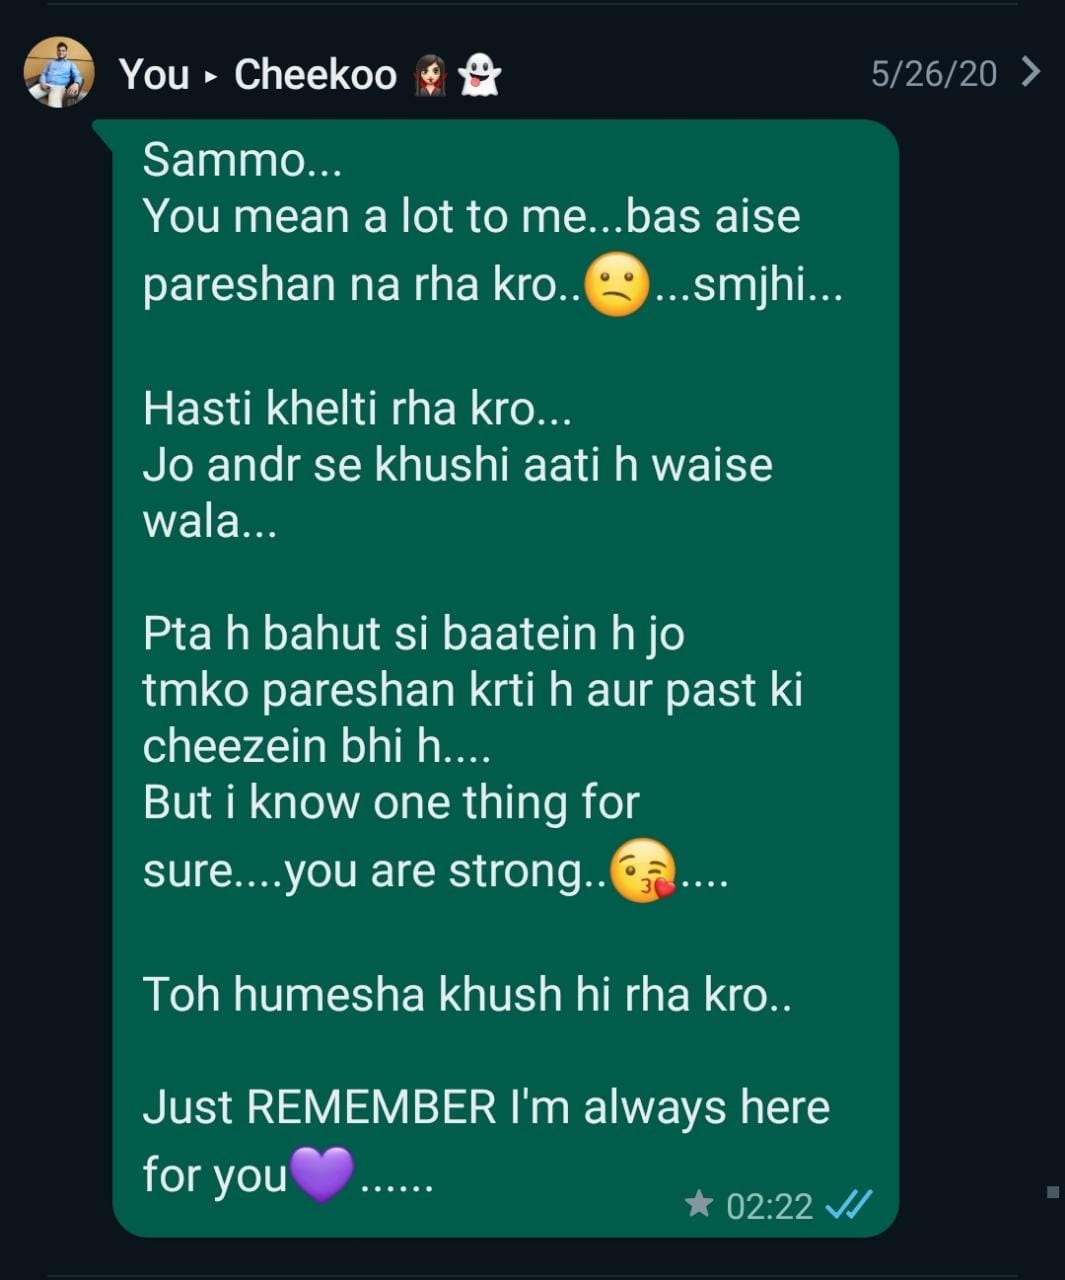 You ▸ Cheekoo 🧛🏻‍♀️👻
5/26/20
Sammo...
You mean a lot to me...bas aise
pareshan na rha kro..😕...smjhi...
Hasti khelti rha kro...
Jo andr se khushi aati h waise
wala...
Pta h bahut si baatein h jo
tmko pareshan krti h aur past ki
cheezein bhi h....
But i know one thing for
sure....you are strong..😘....
Toh humesha khush hi rha kro..
Just REMEMBER I'm always here
for you💜......
02:22